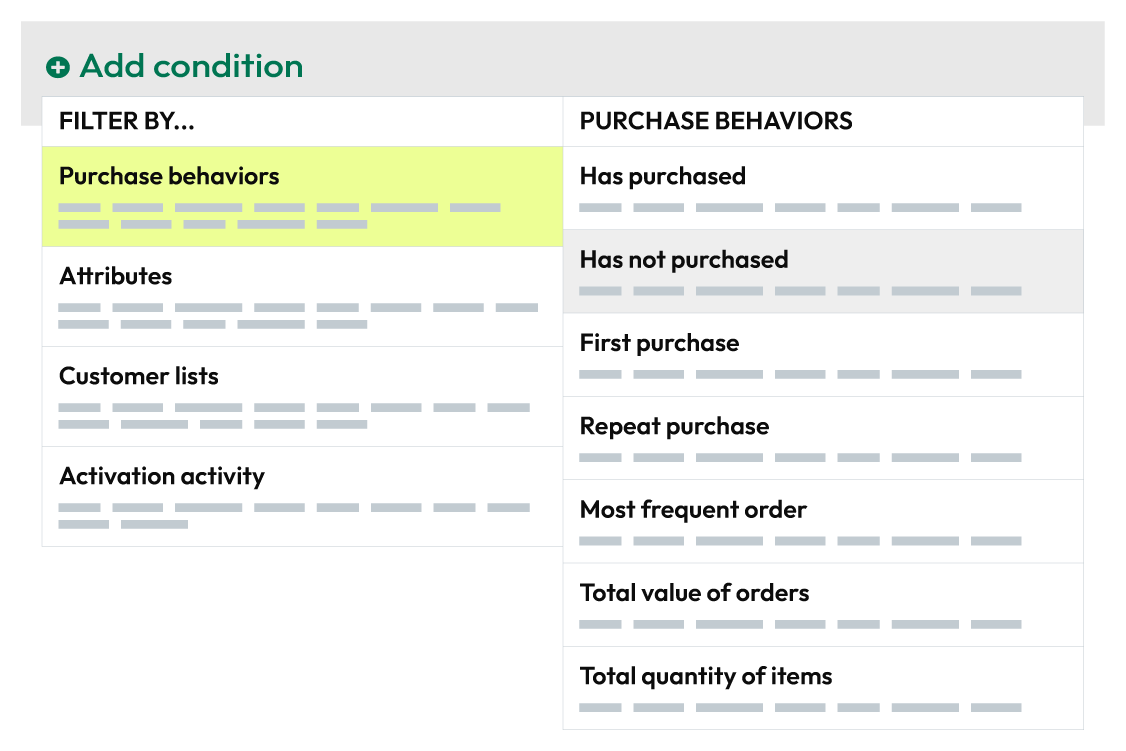 Add condition
FILTER BY...
Purchase behaviors
Attributes
Customer lists
Activation activity
PURCHASE BEHAVIORS
Has purchased
Has not purchased
First purchase
Repeat purchase
Most frequent order
Total value of orders
Total quantity of items